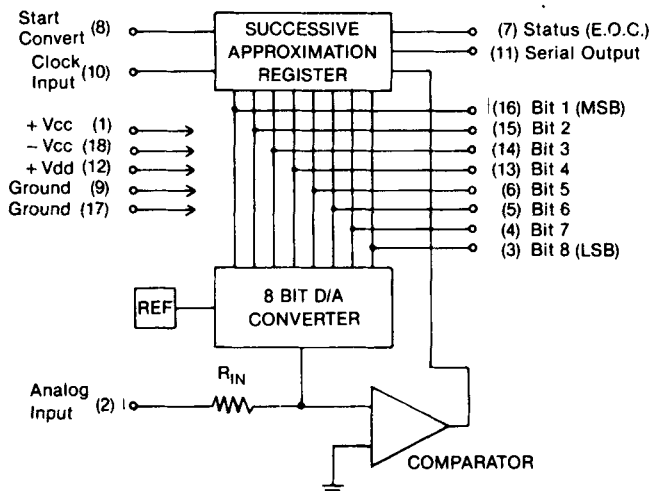 Start Convert (8)
Clock Input (10)
SUCCESSIVE
APPROXIMATION
REGISTER
(7) Status (E.O.C.)
(11) Serial Output
(16) Bit 1 (MSB)
(15) Bit 2
(14) Bit 3
(13) Bit 4
(6) Bit 5
(5) Bit 6
(4) Bit 7
(3) Bit 8 (LSB)
+ Vcc (1)
− Vcc (18)
+ Vdd (12)
Ground (9)
Ground (17)
REF
8 BIT D/A
CONVERTER
Analog Input (2)
RIN
COMPARATOR